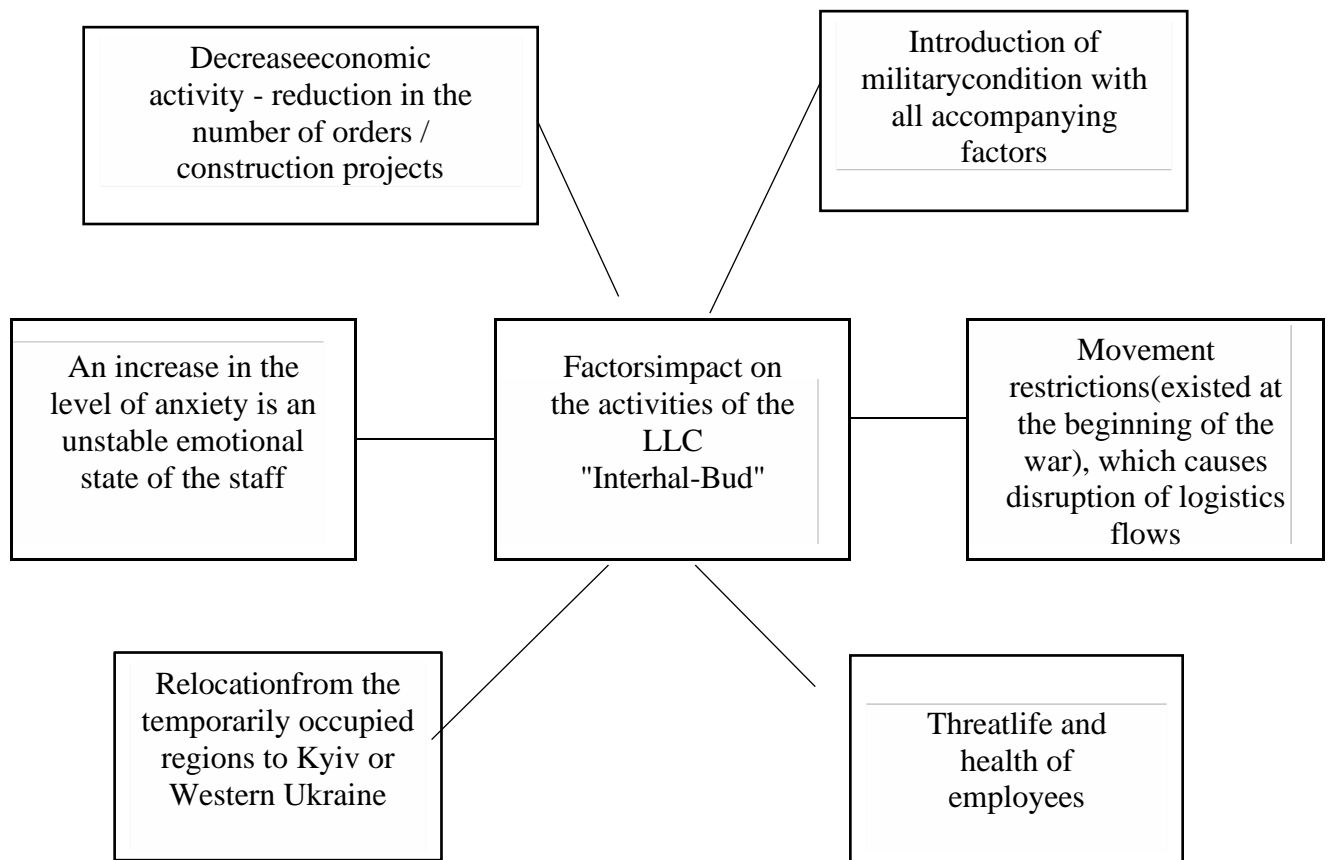 Decreaseeconomic
activity - reduction in the
number of orders /
construction projects
Introduction of
militarycondition with
all accompanying
factors
An increase in the
level of anxiety is an
unstable emotional
state of the staff
Factorsimpact on
the activities of the
LLC
"Interhal-Bud"
Movement
restrictions(existed at
the beginning of the
war), which causes
disruption of logistics
flows
Relocationfrom the
temporarily occupied
regions to Kyiv or
Western Ukraine
Threatlife and
health of
employees